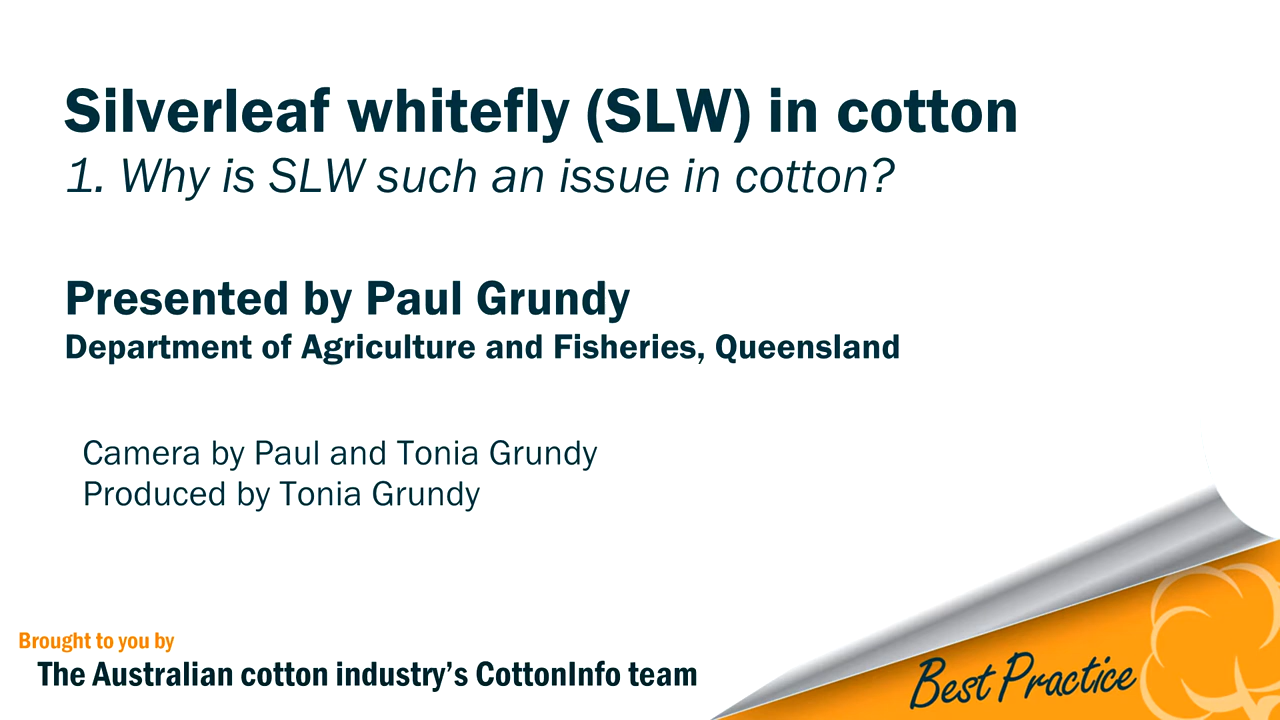 Silverleaf whitefly (SLW) in cotton
1. Why is SLW such an issue in cotton?
Presented by Paul Grundy
Department of Agriculture and Fisheries, Queensland
Camera by Paul and Tonia Grundy
Produced by Tonia Grundy
Brought to you by
The Australian cotton industry’s CottonInfo team
Best Practice